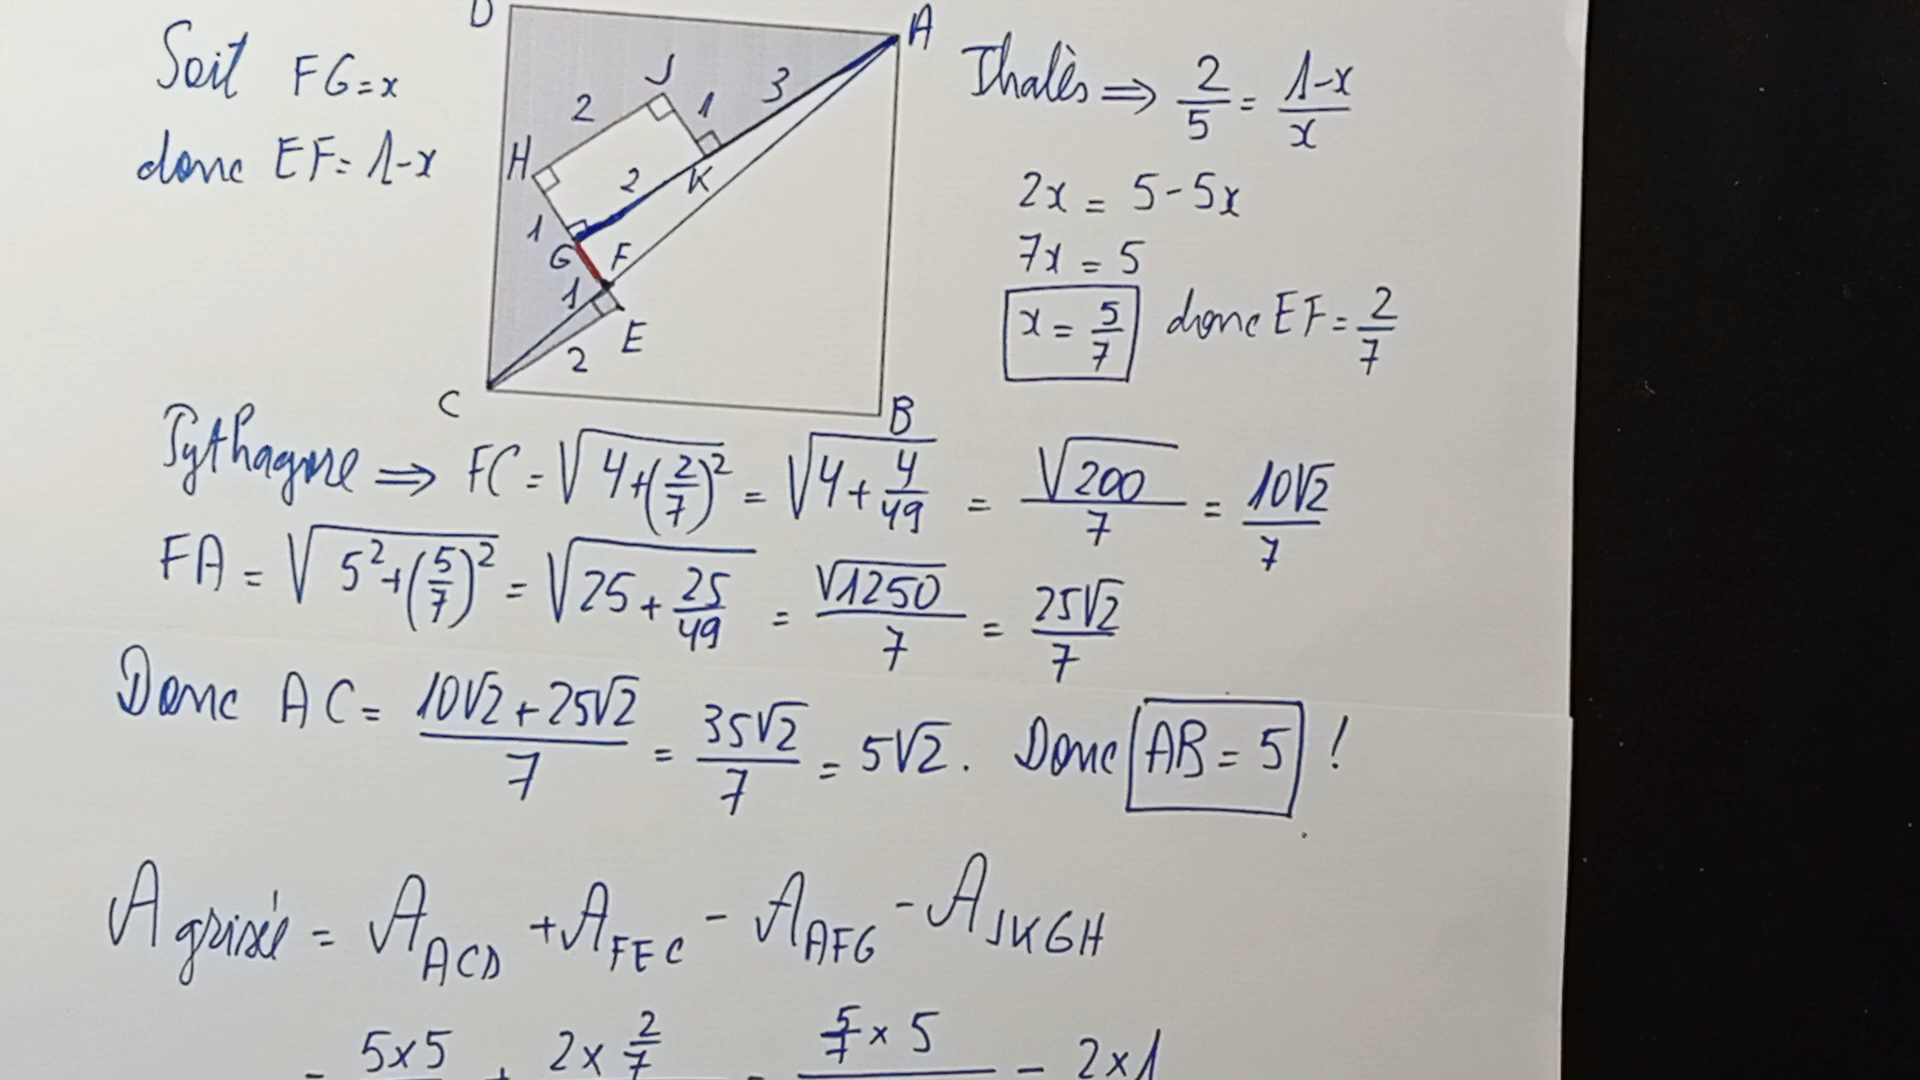 Soit FG=x
donc EF=1-x
D
A
J
2
1
3
H
2
K
1
G
F
1
E
2
C
B
Thalès ⇒ 2/5 = (1-x)/x
2x = 5-5x
7x = 5
x = 5/7 donc EF = 2/7
Pythagore ⇒ FC = √(4+(2/7)²) = √(4+4/49) = √200/7 = 10√2/7
FA = √(5²+(5/7)²) = √(25+25/49) = √1250/7 = 25√2/7
Donc AC = (10√2+25√2)/7 = 35√2/7 = 5√2. Donc AB = 5 !
A grisée = A ACD + A FEC - A AFG - A JKGH
= 5×5 + 2×2/7 - 5/7×5 - 2×1